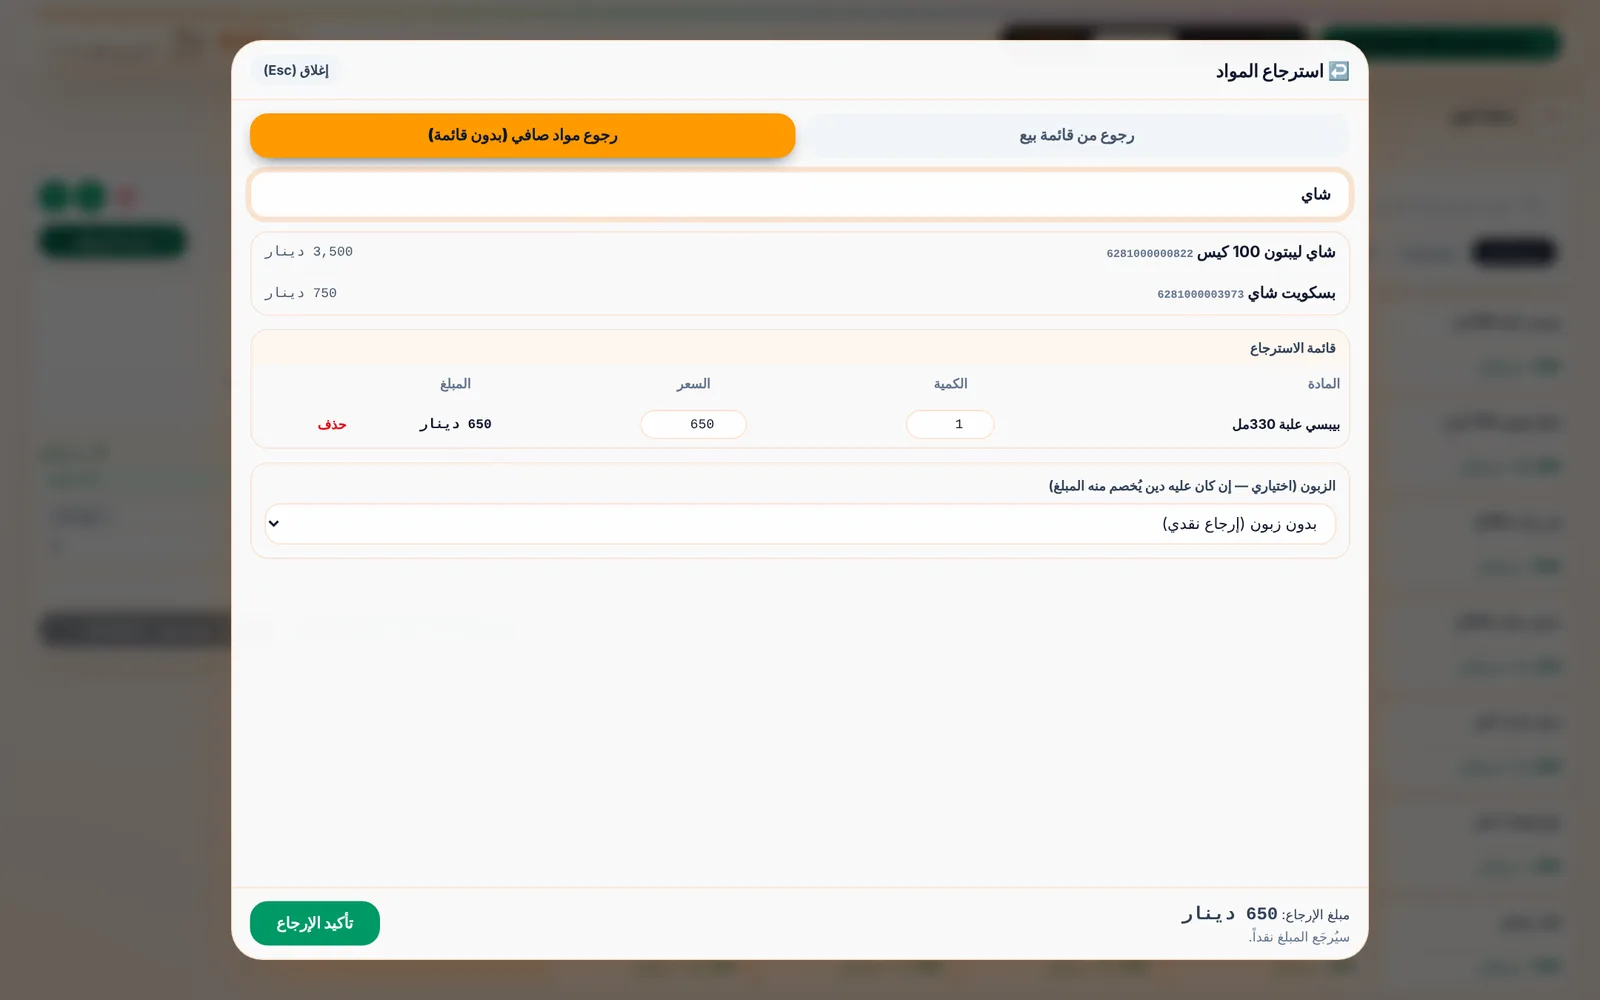 ↩️ استرجاع المواد
إغلاق (Esc)
رجوع من قائمة بيع
رجوع مواد صافي (بدون قائمة)
شاي
شاي ليبتون 100 كيس 6281000000822
3,500 دينار
بسكويت شاي 6281000003973
750 دينار
قائمة الاسترجاع
المادة الكمية السعر المبلغ
بيبسي علبة 330مل 1 650 650 دينار حذف
الزبون (اختياري — إن كان عليه دين يُخصم منه المبلغ)
بدون زبون (إرجاع نقدي)
مبلغ الإرجاع: 650 دينار
سيُرجَع المبلغ نقداً.
تأكيد الإرجاع